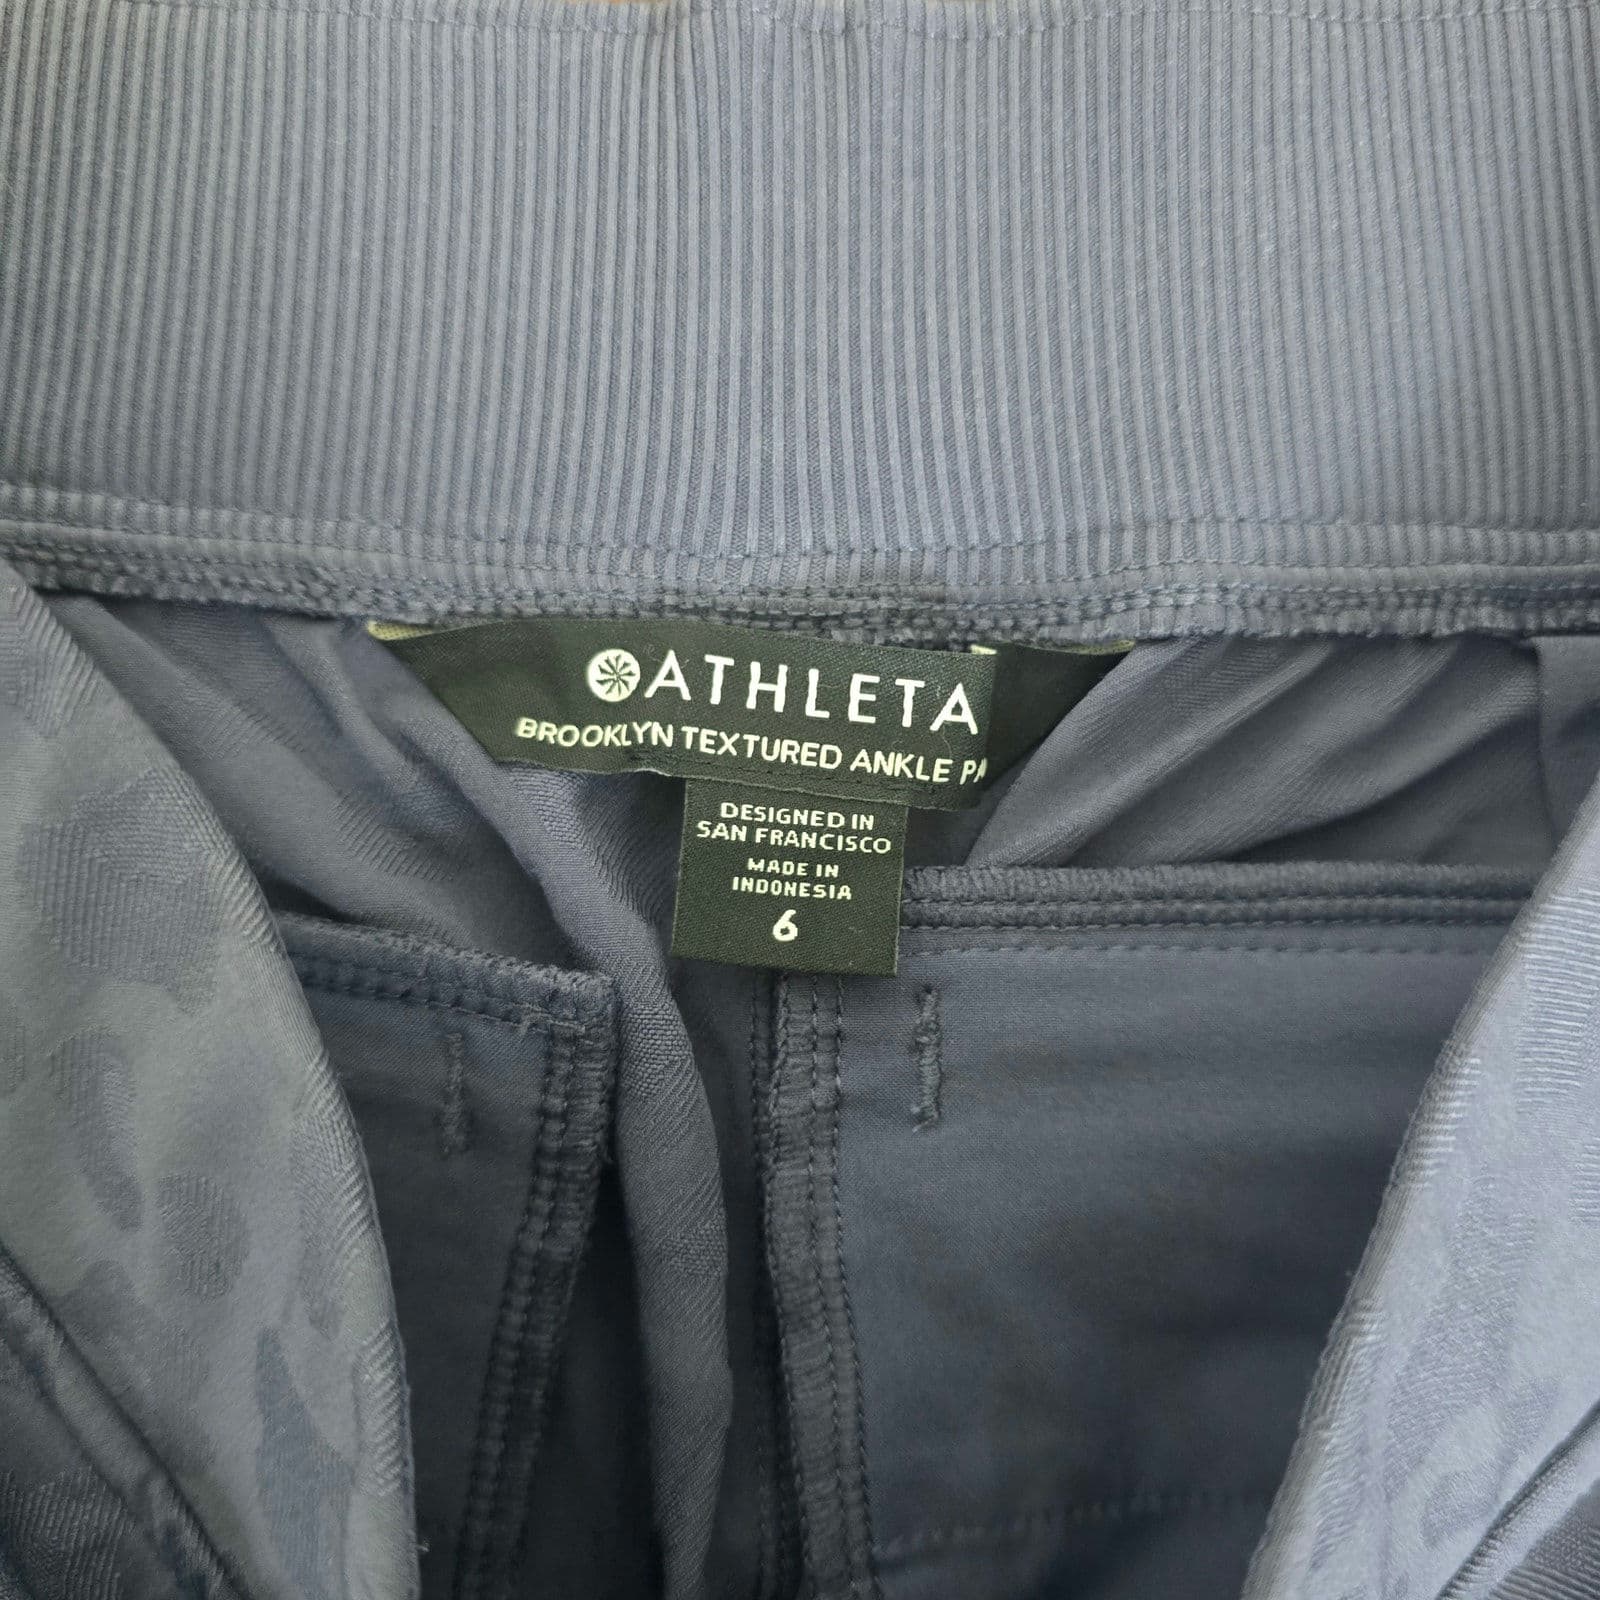 ATHLETA
BROOKLYN TEXTURED ANKLE PA
DESIGNED IN
SAN FRANCISCO
MADE IN
INDONESIA
6